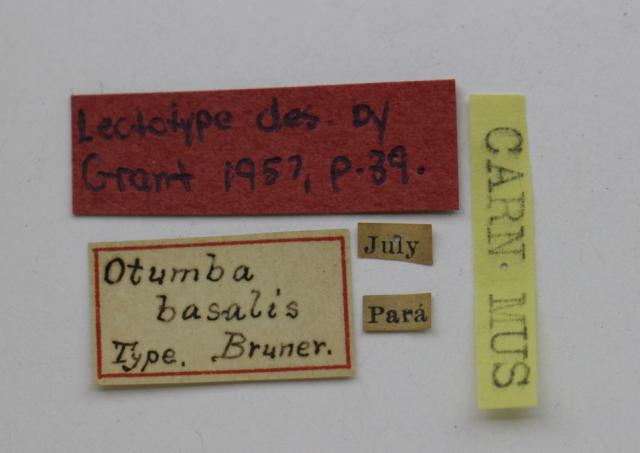 Lectotype des. by
Grant 1957, p.39.
Otumba
basalis
Type. Bruner.
July
Pará
CARN. MUS